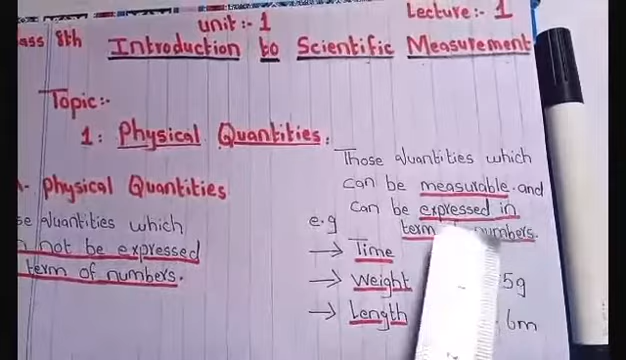 unit:- 1
Lecture:- 1
ass 8th
Introduction to Scientific Measurement
Topic:-
1: Physical Quantities.
physical Quantities
se quantities which
n not be expressed
term of numbers.
Those quantities which
can be measurable and
can be expressed in
term numbers.
e.g
→ Time
→ Weight 5g
→ Length 6m